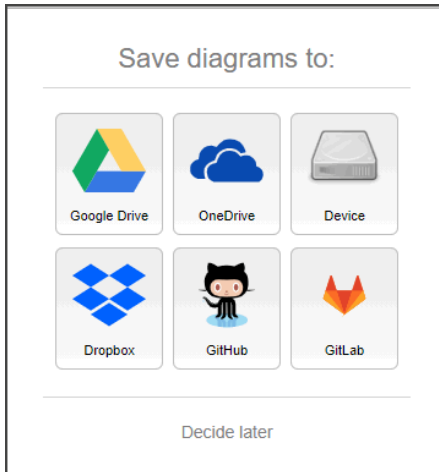 Save diagrams to:
Google Drive OneDrive Device
Dropbox GitHub GitLab
Decide later